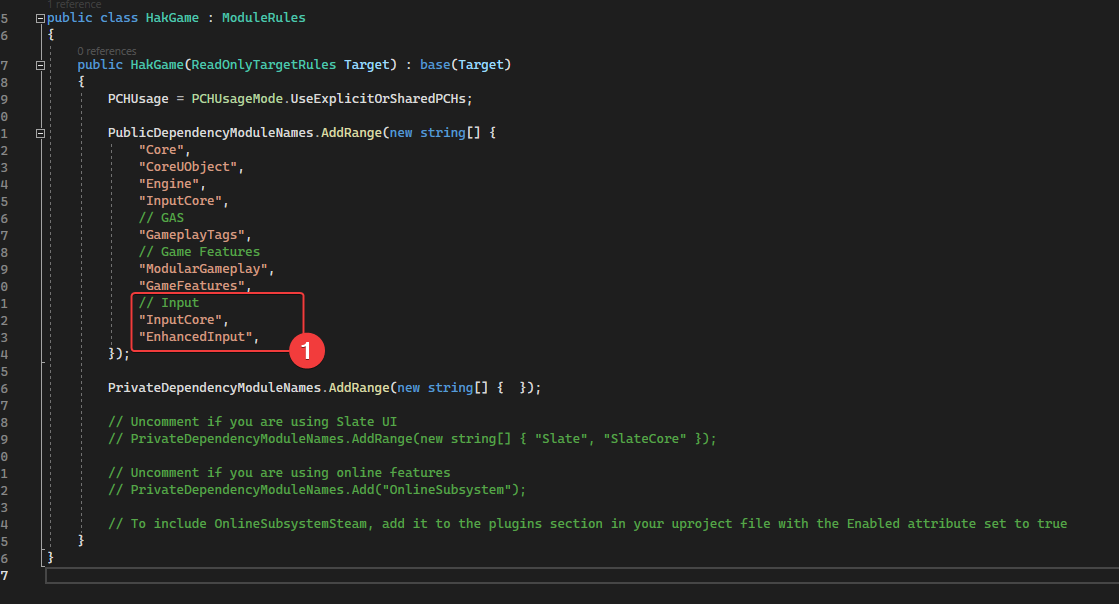 1 reference
5 public class HakGame : ModuleRules
6 {
0 references
7 public HakGame(ReadOnlyTargetRules Target) : base(Target)
8 {
9 PCHUsage = PCHUsageMode.UseExplicitOrSharedPCHs;
0
1 PublicDependencyModuleNames.AddRange(new string[] {
2 "Core",
3 "CoreUObject",
4 "Engine",
5 "InputCore",
6 // GAS
7 "GameplayTags",
8 // Game Features
9 "ModularGameplay",
0 "GameFeatures",
1 // Input
2 "InputCore",
3 "EnhancedInput",
1
4 });
5
6 PrivateDependencyModuleNames.AddRange(new string[] {  });
7
8 // Uncomment if you are using Slate UI
9 // PrivateDependencyModuleNames.AddRange(new string[] { "Slate", "SlateCore" });
0
1 // Uncomment if you are using online features
2 // PrivateDependencyModuleNames.Add("OnlineSubsystem");
3
4 // To include OnlineSubsystemSteam, add it to the plugins section in your uproject file with the Enabled attribute set to true
5 }
6 }
7